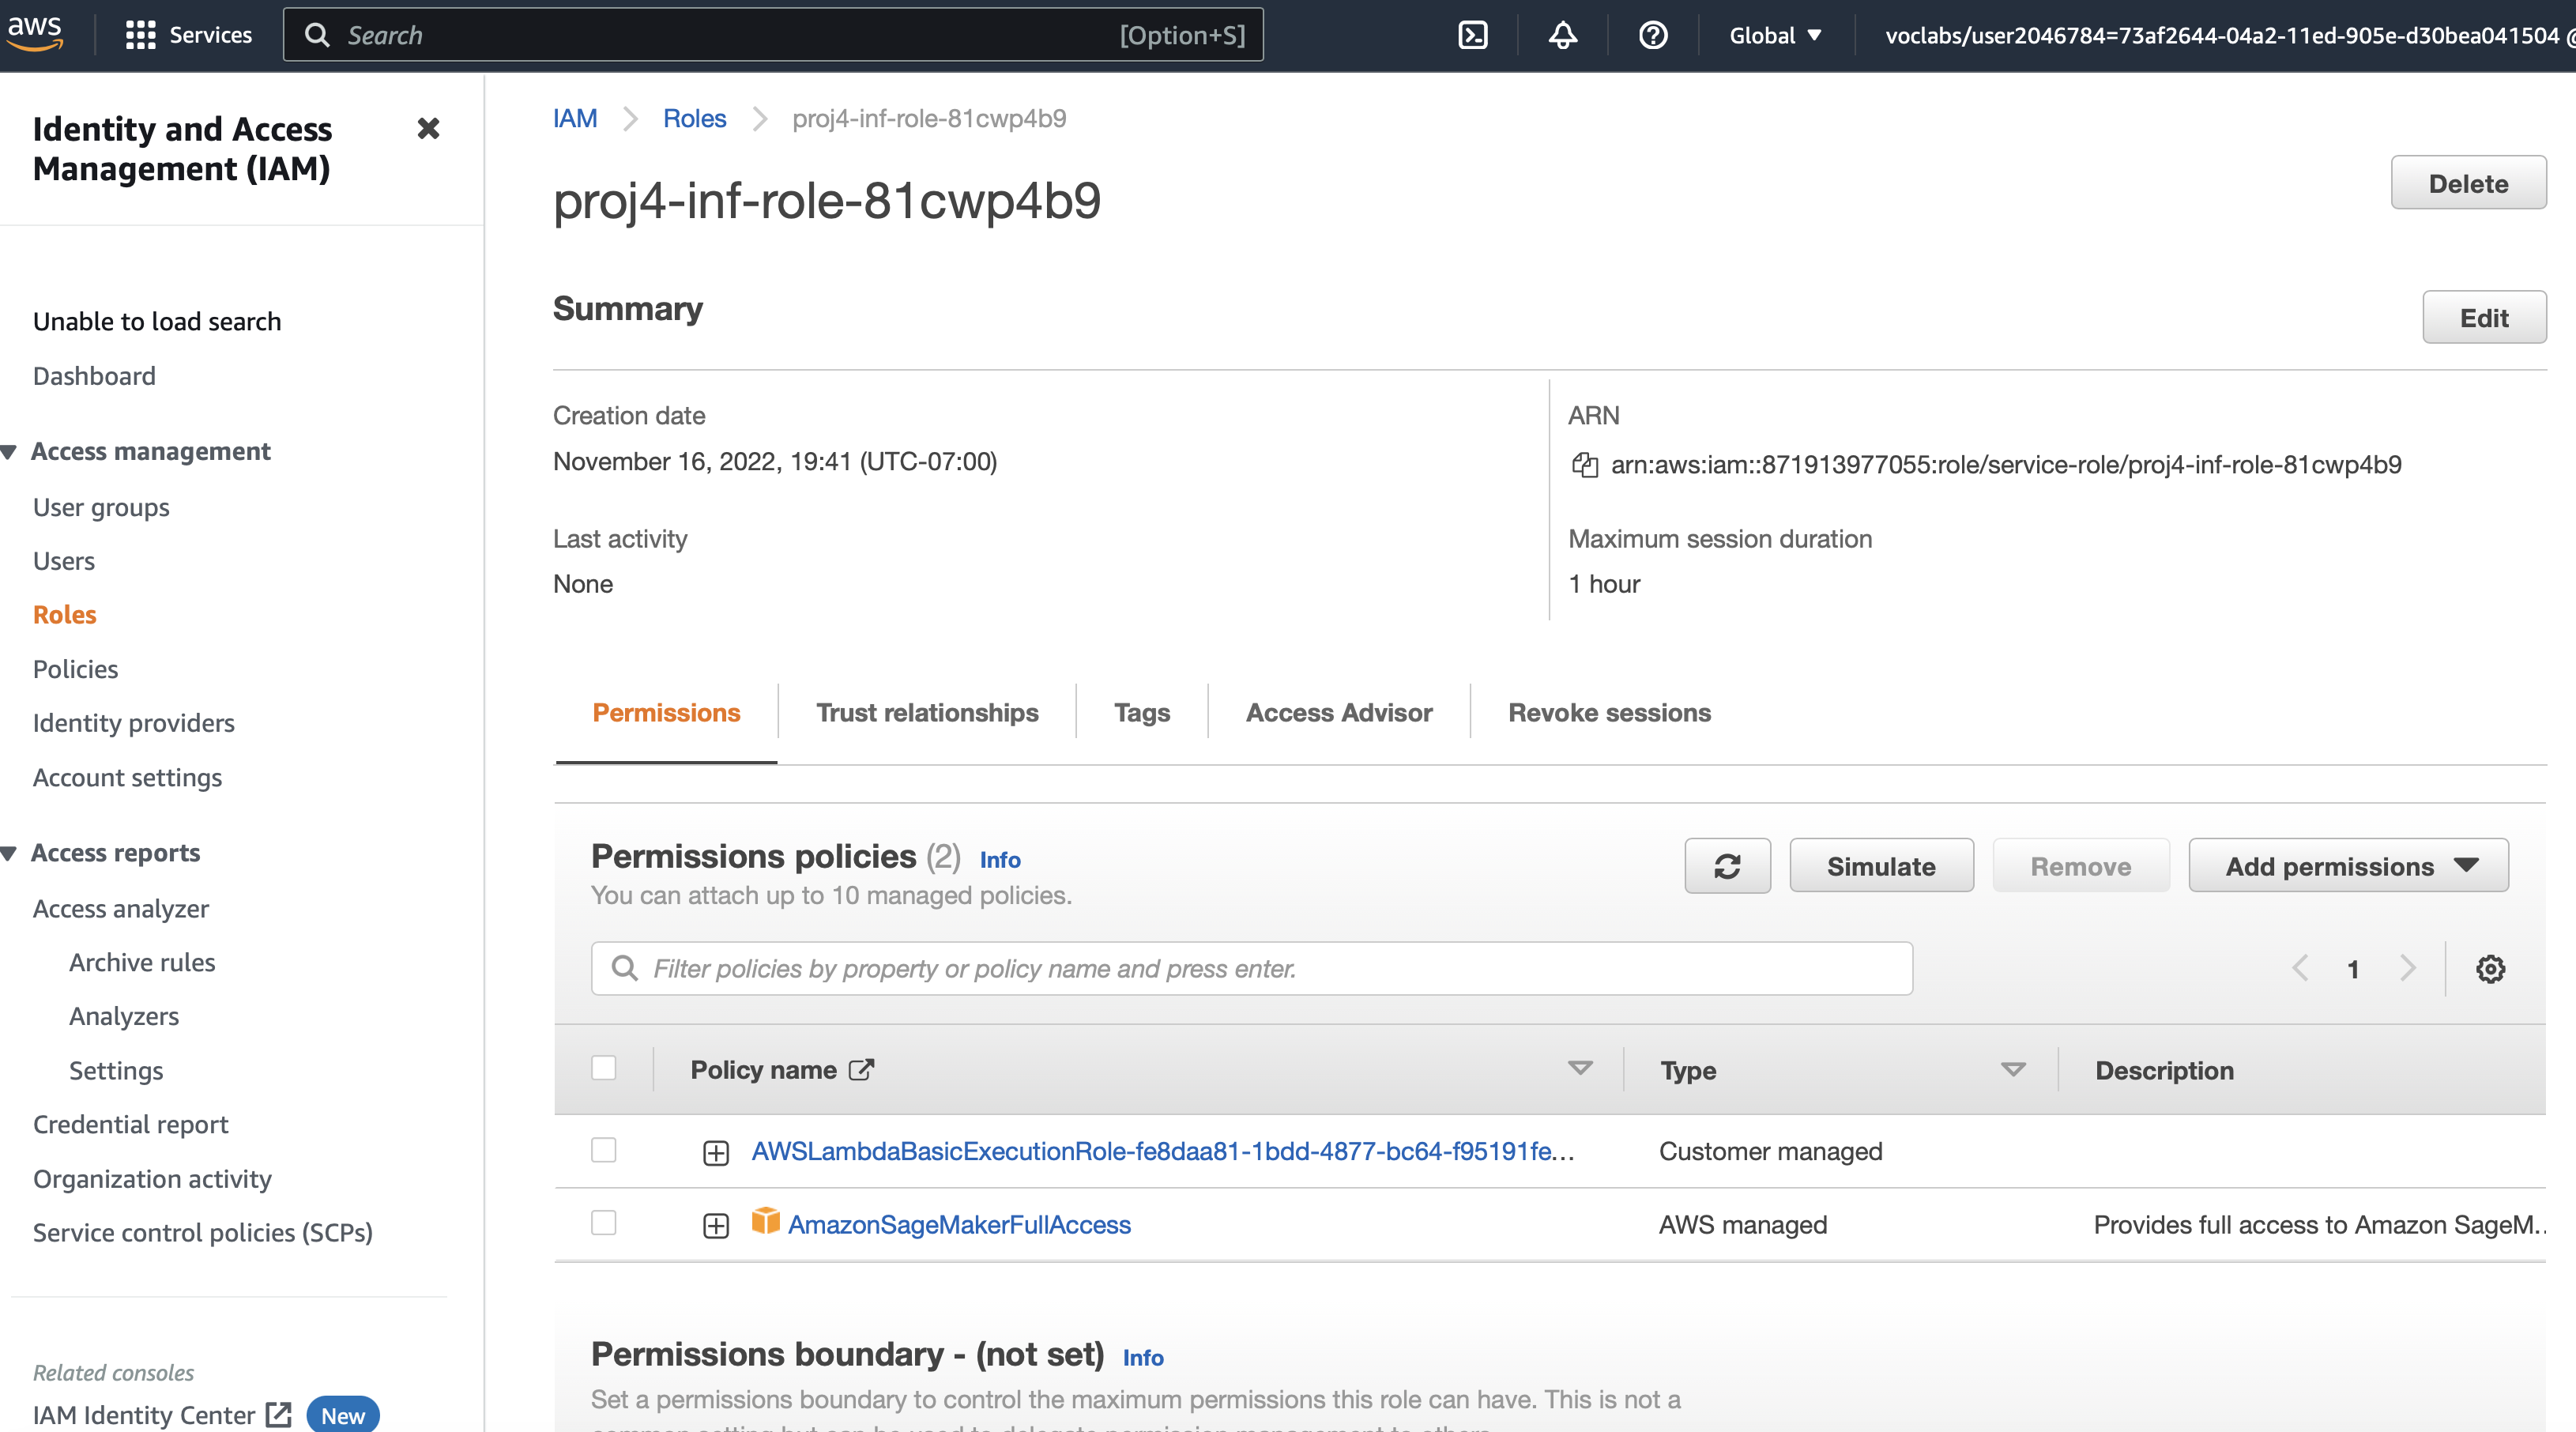 aws
Services
Search
[Option+S]
Global
voclabs/user2046784=73af2644-04a2-11ed-905e-d30bea041504 @
Identity and Access
Management (IAM)
Unable to load search
Dashboard
Access management
User groups
Users
Roles
Policies
Identity providers
Account settings
Access reports
Access analyzer
Archive rules
Analyzers
Settings
Credential report
Organization activity
Service control policies (SCPs)
Related consoles
IAM Identity Center
New
IAM
Roles
proj4-inf-role-81cwp4b9
proj4-inf-role-81cwp4b9
Delete
Summary
Edit
Creation date
November 16, 2022, 19:41 (UTC-07:00)
ARN
arn:aws:iam::871913977055:role/service-role/proj4-inf-role-81cwp4b9
Last activity
None
Maximum session duration
1 hour
Permissions
Trust relationships
Tags
Access Advisor
Revoke sessions
Permissions policies (2) Info
You can attach up to 10 managed policies.
Simulate
Remove
Add permissions
Filter policies by property or policy name and press enter.
1
Policy name
Type
Description
AWSLambdaBasicExecutionRole-fe8daa81-1bdd-4877-bc64-f95191fe...
Customer managed
AmazonSageMakerFullAccess
AWS managed
Provides full access to Amazon SageM...
Permissions boundary - (not set) Info
Set a permissions boundary to control the maximum permissions this role can have. This is not a